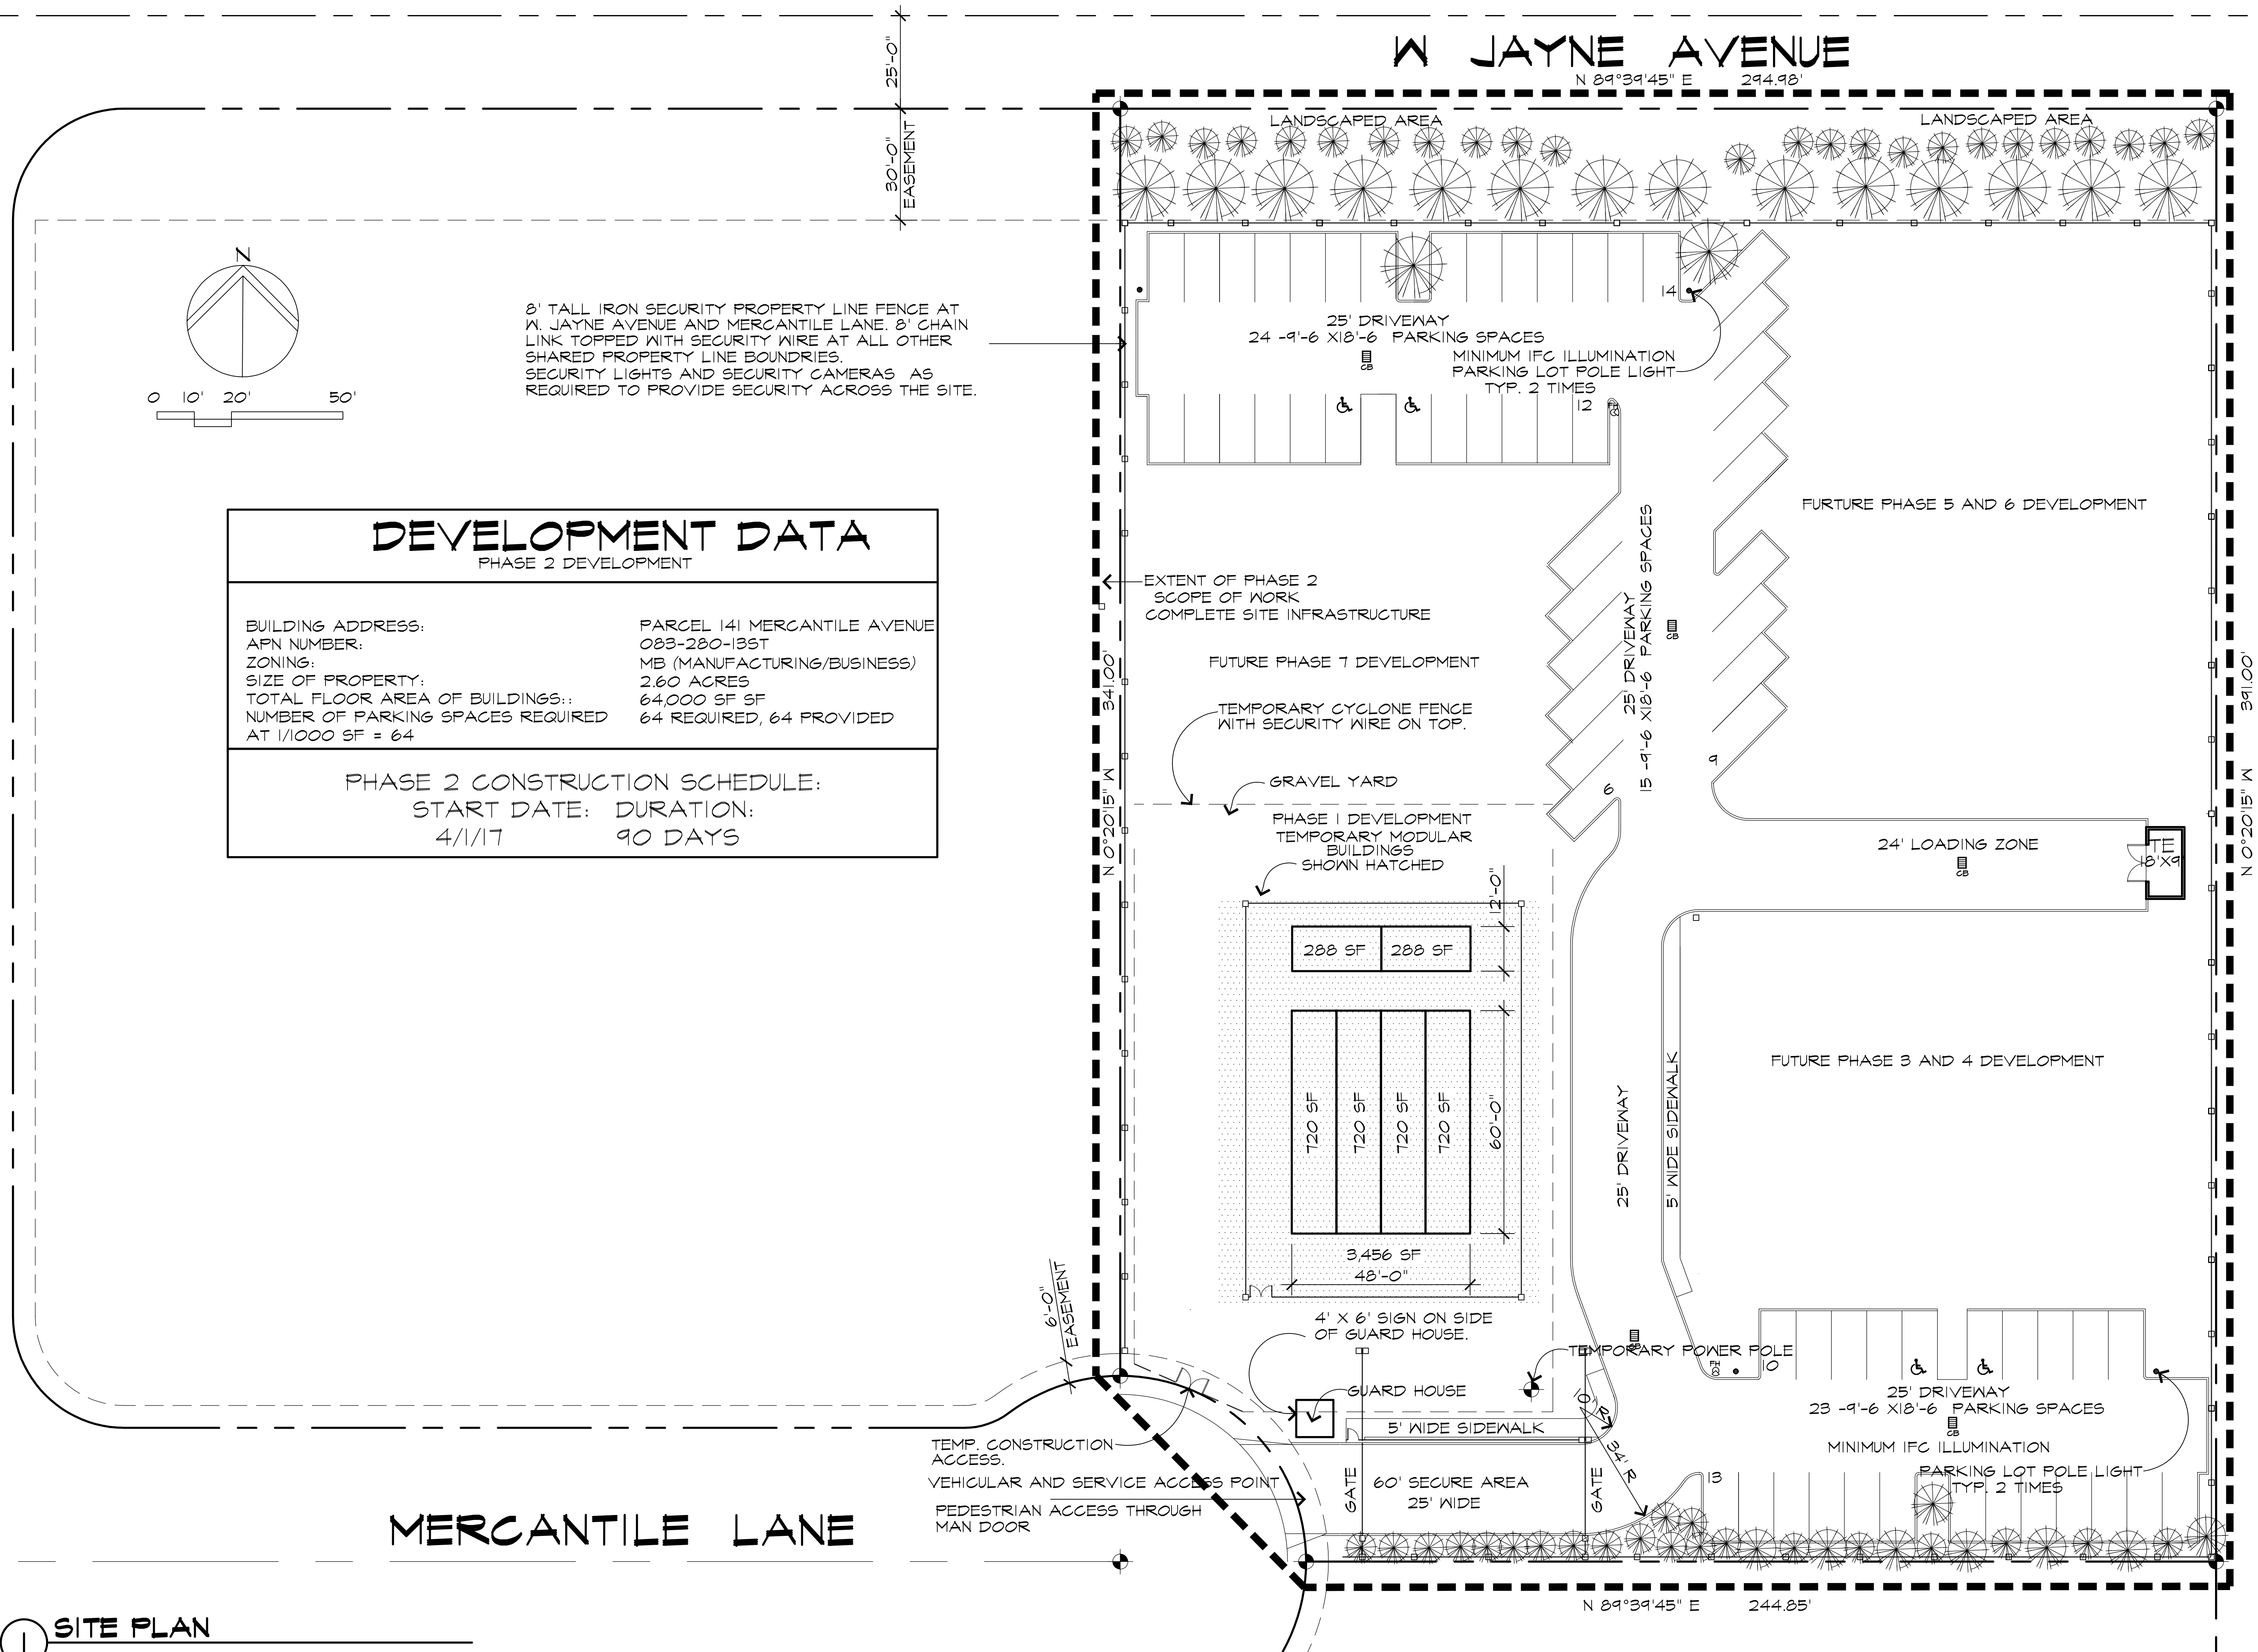 25'-0"
W JAYNE AVENUE
N 89°39'45" E 294.98'
30'-0"
EASEMENT
LANDSCAPED AREA
LANDSCAPED AREA
N
0 10' 20' 50'
8' TALL IRON SECURITY PROPERTY LINE FENCE AT
W. JAYNE AVENUE AND MERCANTILE LANE. 8' CHAIN
LINK TOPPED WITH SECURITY WIRE AT ALL OTHER
SHARED PROPERTY LINE BOUNDRIES.
SECURITY LIGHTS AND SECURITY CAMERAS AS
REQUIRED TO PROVIDE SECURITY ACROSS THE SITE.
14
25' DRIVEWAY
24 -9'-6 X18'-6 PARKING SPACES
CB
MINIMUM IFC ILLUMINATION
PARKING LOT POLE LIGHT
TYP. 2 TIMES
12
FH
DEVELOPMENT DATA
PHASE 2 DEVELOPMENT
BUILDING ADDRESS: PARCEL 141 MERCANTILE AVENUE
APN NUMBER: 083-280-13ST
ZONING: MB (MANUFACTURING/BUSINESS)
SIZE OF PROPERTY: 2.60 ACRES
TOTAL FLOOR AREA OF BUILDINGS:: 64,000 SF SF
NUMBER OF PARKING SPACES REQUIRED 64 REQUIRED, 64 PROVIDED
AT 1/1000 SF = 64
PHASE 2 CONSTRUCTION SCHEDULE:
START DATE: DURATION:
4/1/17 90 DAYS
FURTURE PHASE 5 AND 6 DEVELOPMENT
EXTENT OF PHASE 2
SCOPE OF WORK
COMPLETE SITE INFRASTRUCTURE
25' DRIVEWAY
15 -9'-6 X18'-6 PARKING SPACES
CB
FUTURE PHASE 7 DEVELOPMENT
N 0°20'15" W 341.00'
N 0°20'15" W 391.00'
TEMPORARY CYCLONE FENCE
WITH SECURITY WIRE ON TOP.
9
6
GRAVEL YARD
PHASE 1 DEVELOPMENT
TEMPORARY MODULAR
BUILDINGS
SHOWN HATCHED
24' LOADING ZONE
CB
TE
18'X9'
12'-0"
288 SF 288 SF
720 SF
720 SF
720 SF
720 SF
60'-0"
3,456 SF
48'-0"
25' DRIVEWAY
5' WIDE SIDEWALK
FUTURE PHASE 3 AND 4 DEVELOPMENT
6'-0"
EASEMENT
4' X 6' SIGN ON SIDE
OF GUARD HOUSE.
CB
TEMPORARY POWER POLE
FH
10
GUARD HOUSE
25' DRIVEWAY
23 -9'-6 X18'-6 PARKING SPACES
CB
10' R
5' WIDE SIDEWALK
34' R
TEMP. CONSTRUCTION
ACCESS.
MINIMUM IFC ILLUMINATION
PARKING LOT POLE LIGHT
TYP. 2 TIMES
13
VEHICULAR AND SERVICE ACCESS POINT
GATE
60' SECURE AREA
25' WIDE
GATE
PEDESTRIAN ACCESS THROUGH
MAN DOOR
MERCANTILE LANE
N 89°39'45" E 244.85'
1 SITE PLAN